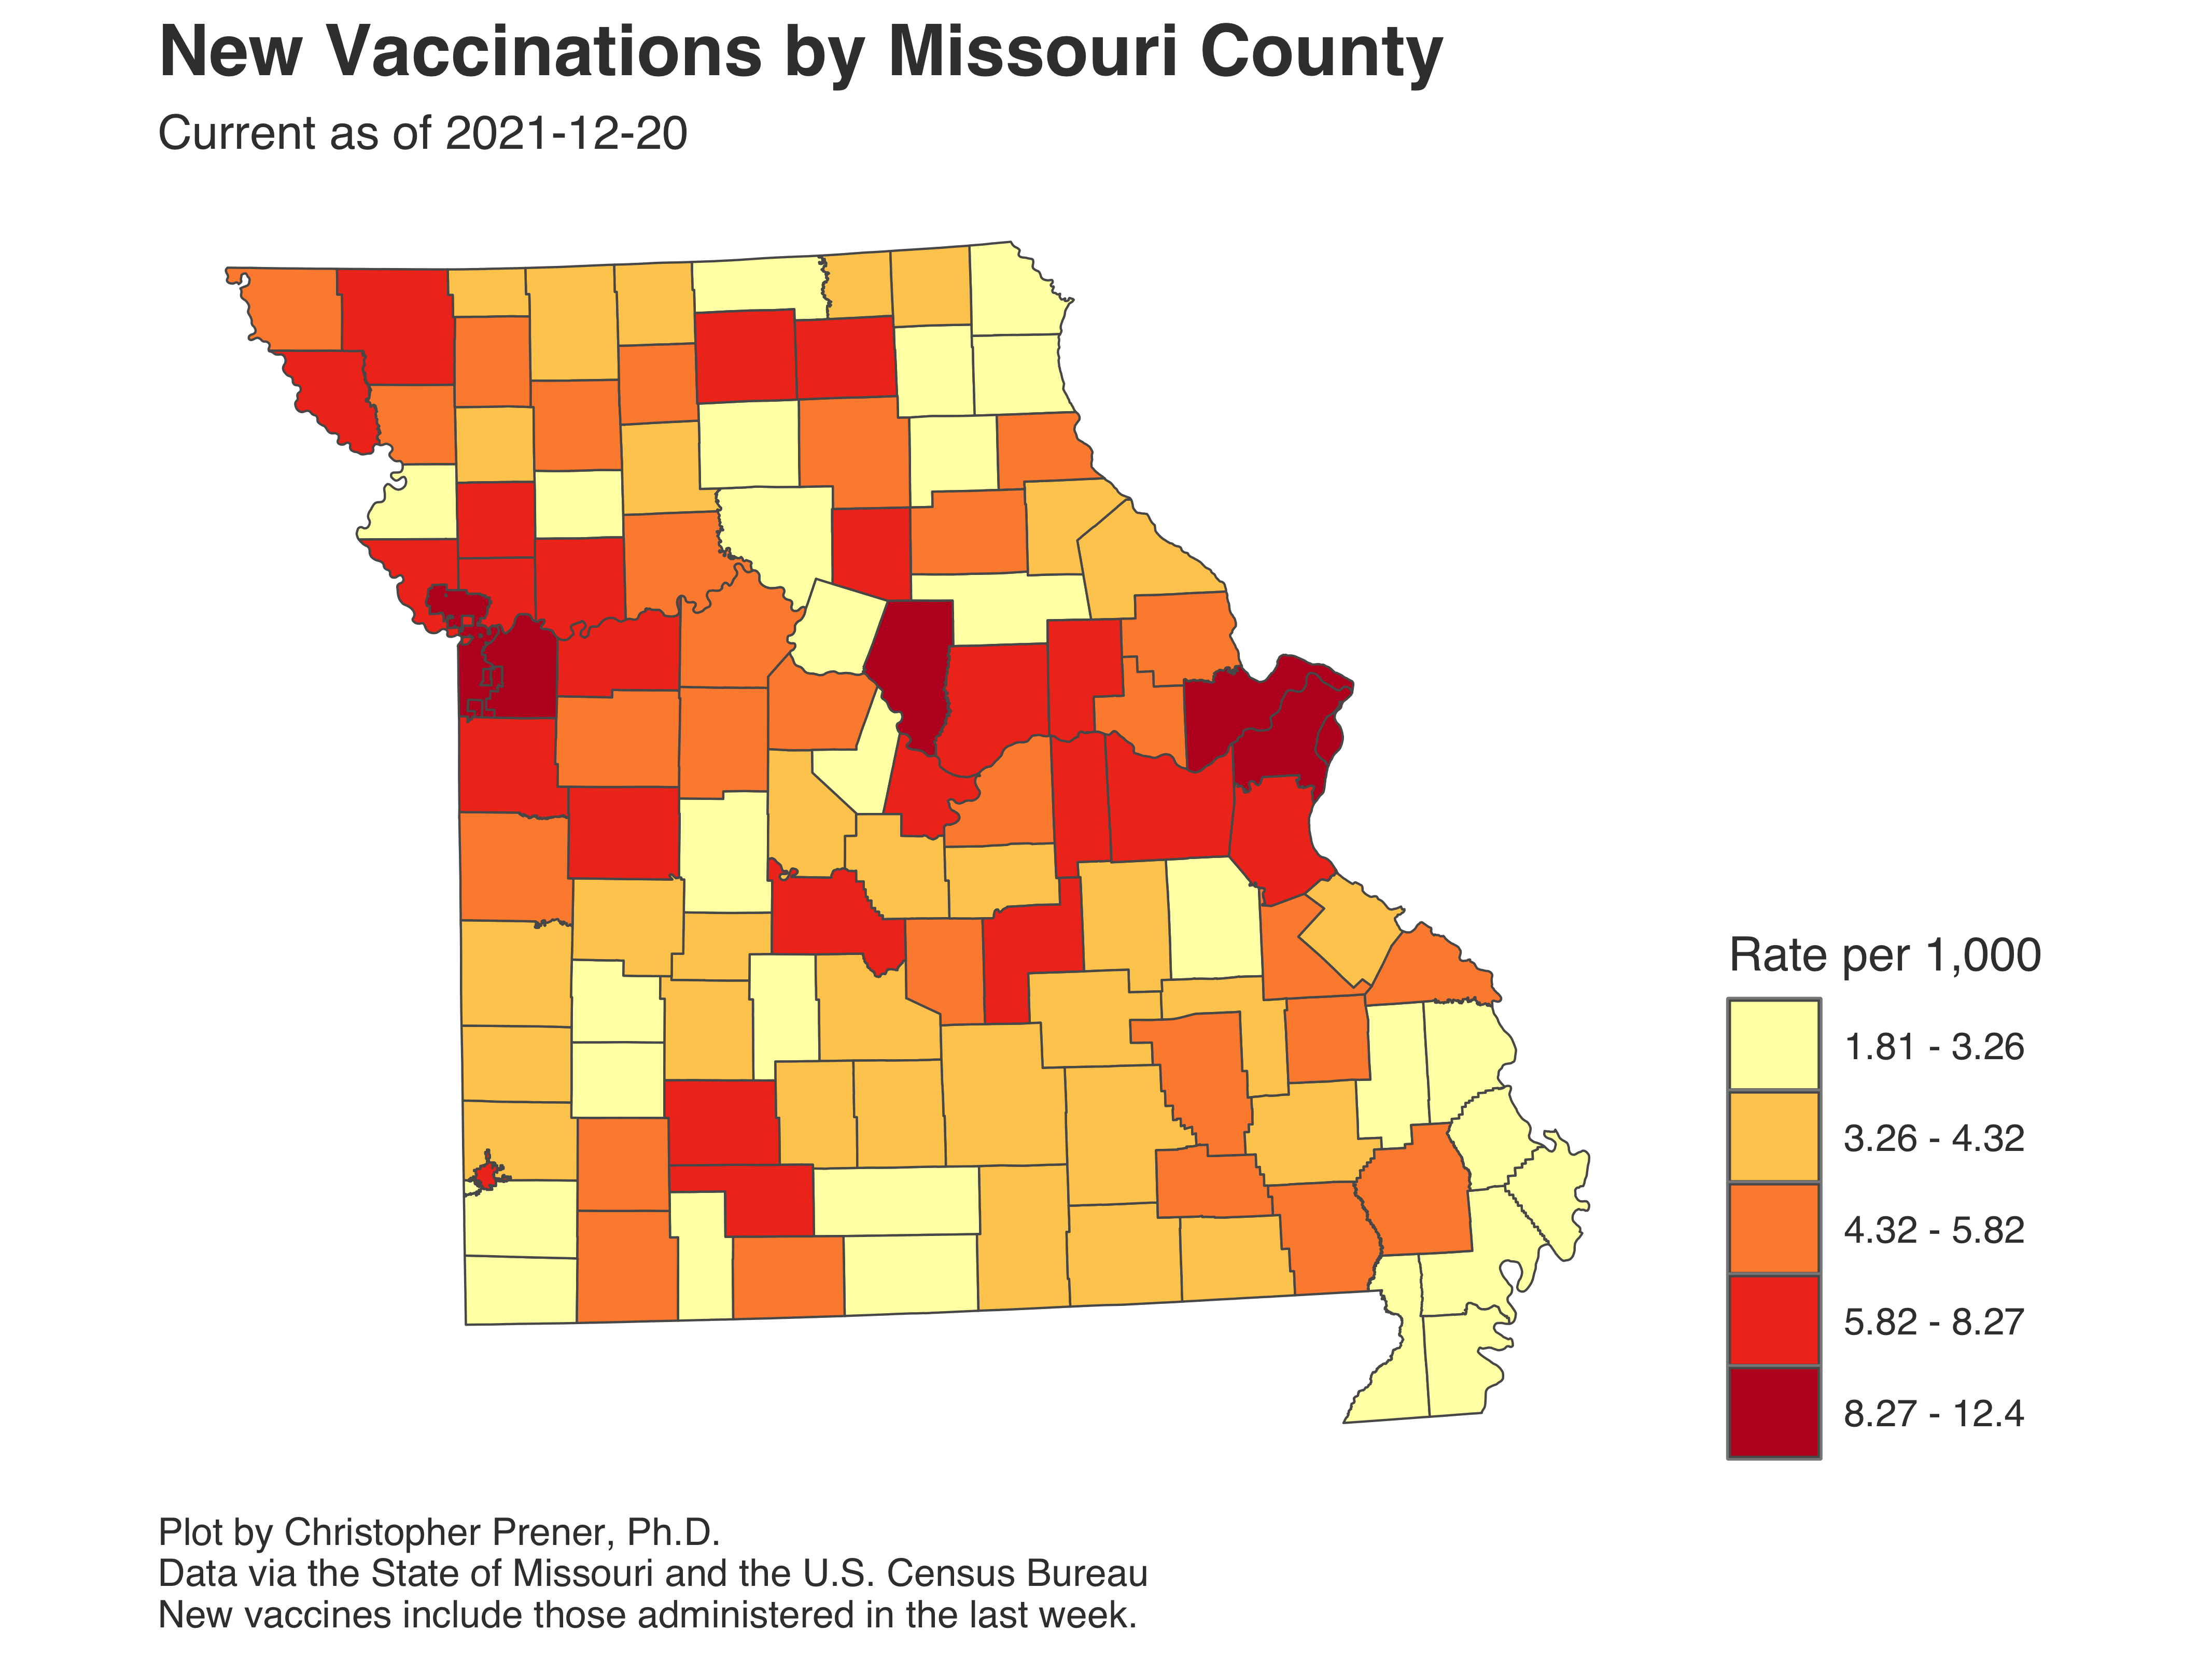 New Vaccinations by Missouri County
Current as of 2021-12-20
Rate per 1,000
1.81 - 3.26
3.26 - 4.32
4.32 - 5.82
5.82 - 8.27
8.27 - 12.4
Plot by Christopher Prener, Ph.D.
Data via the State of Missouri and the U.S. Census Bureau
New vaccines include those administered in the last week.